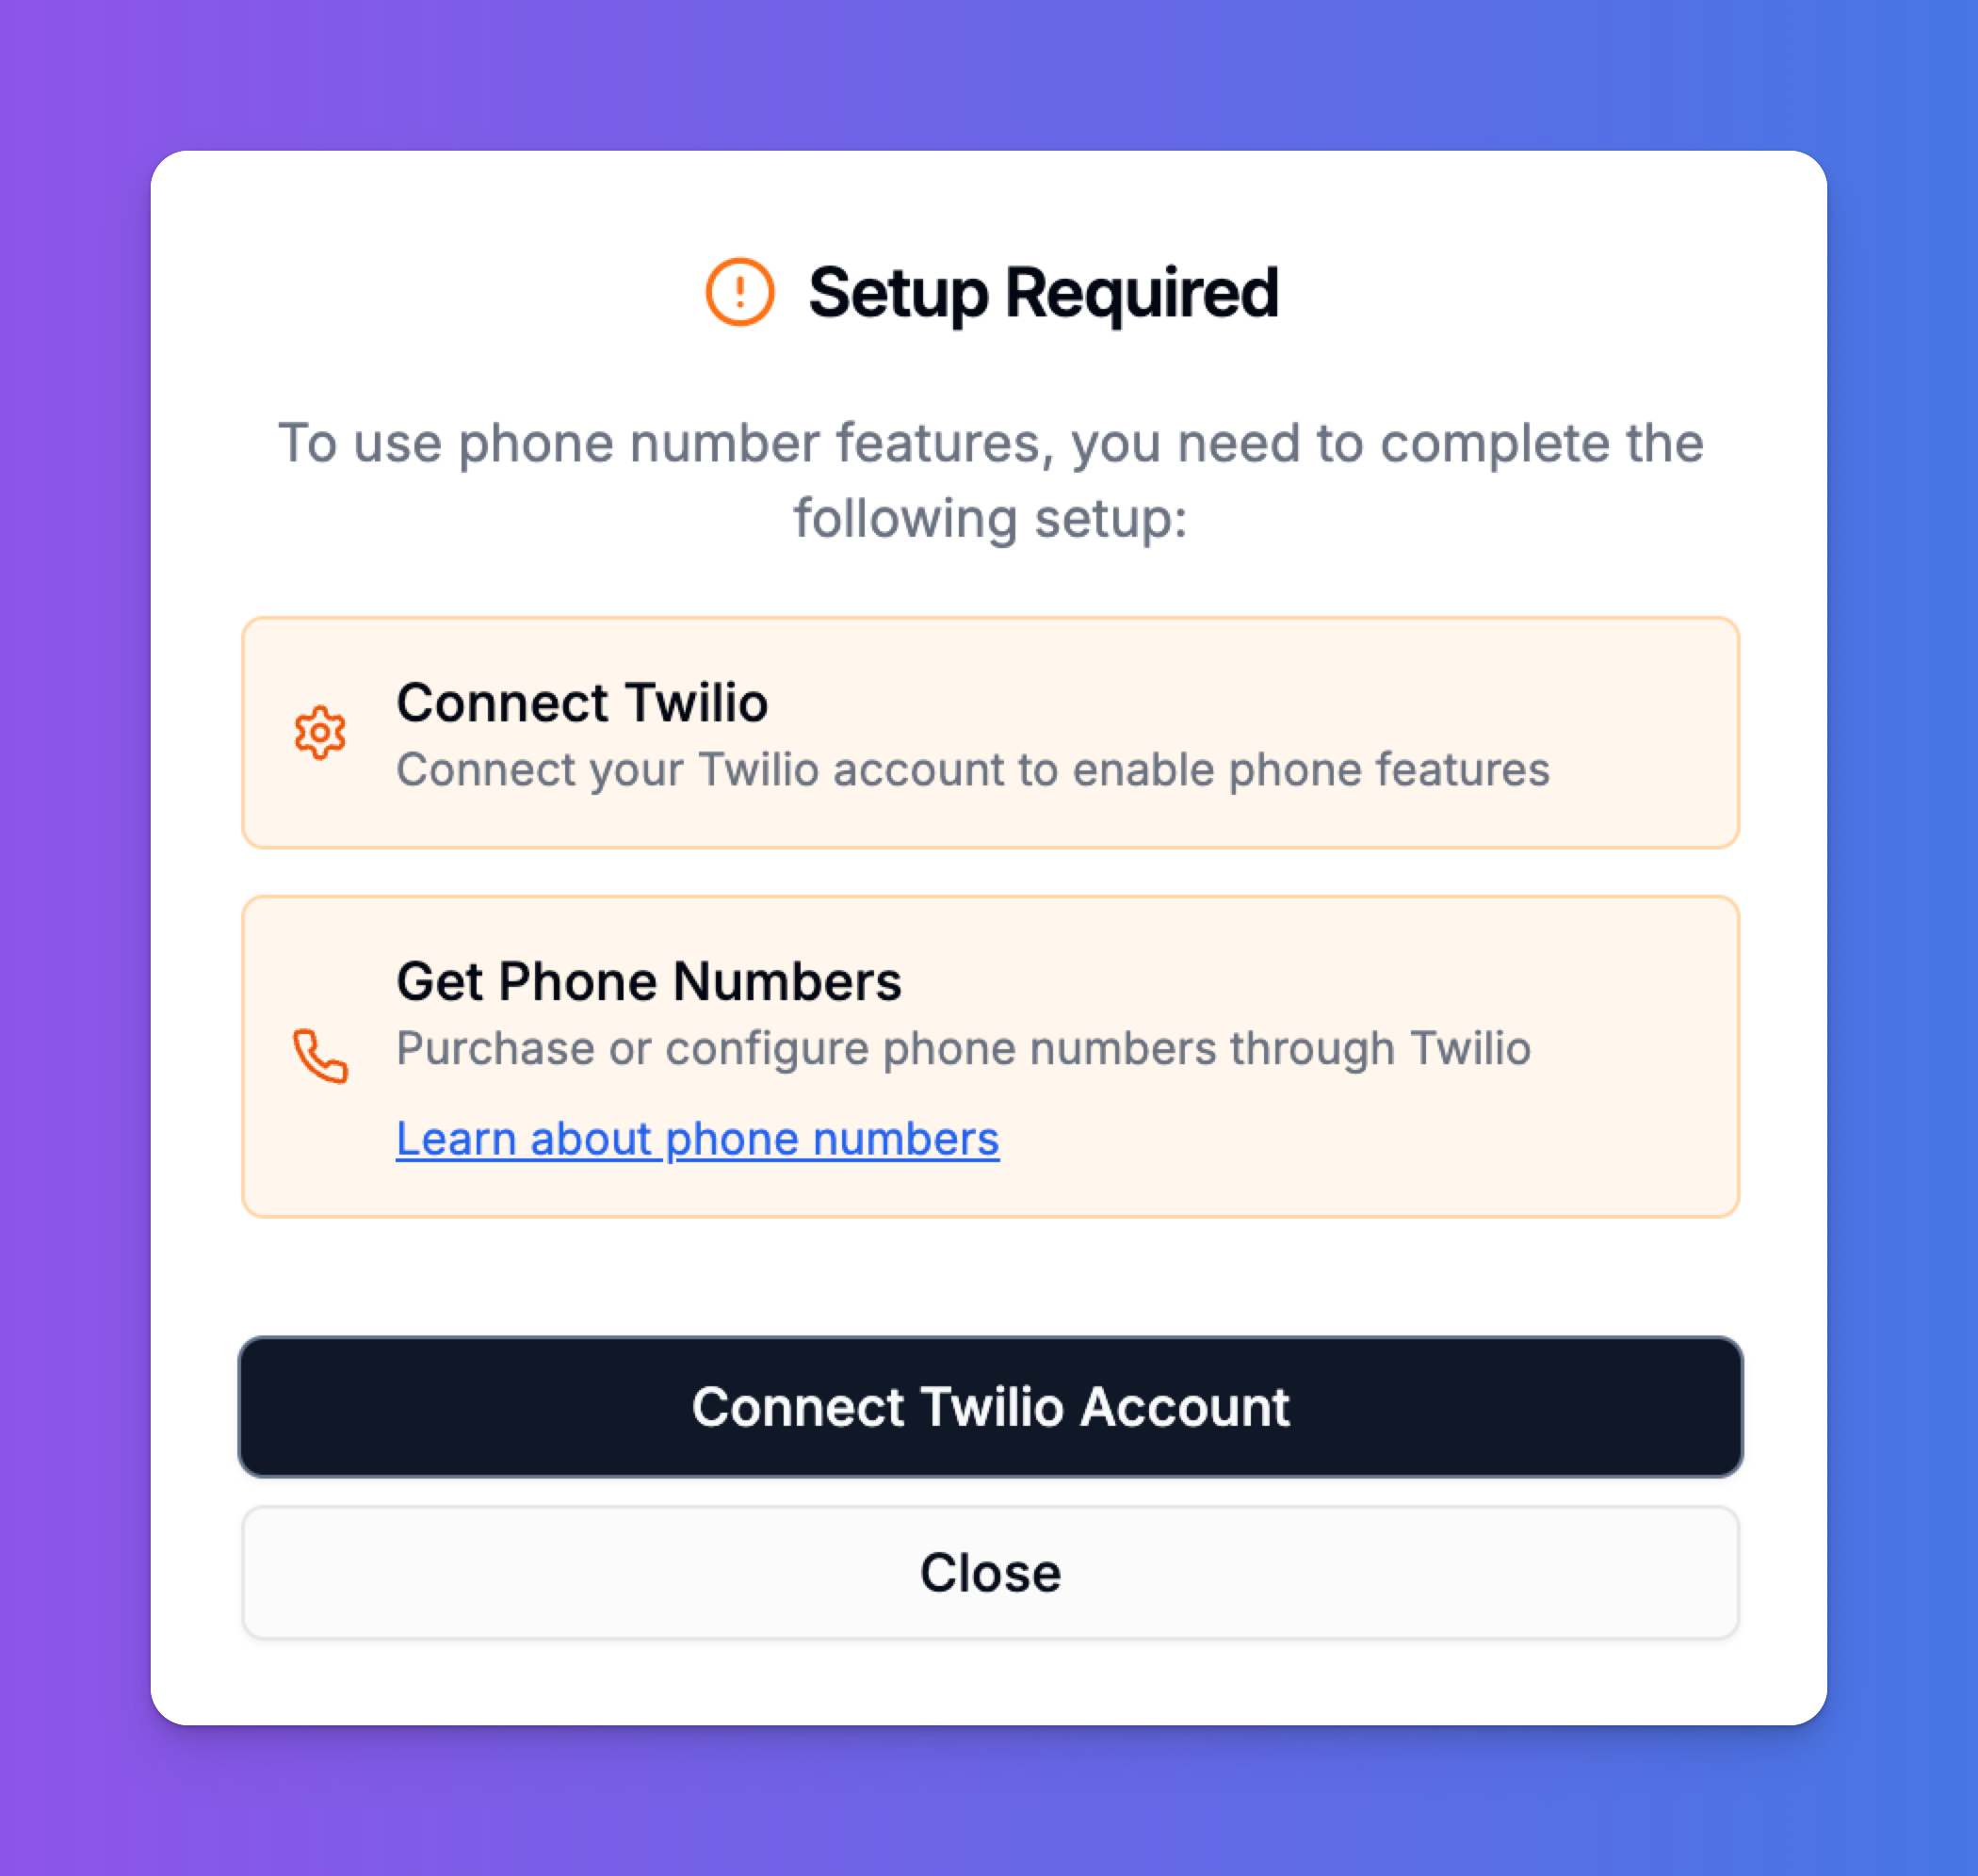 Setup Required
To use phone number features, you need to complete the
following setup:
Connect Twilio
Connect your Twilio account to enable phone features
Get Phone Numbers
Purchase or configure phone numbers through Twilio
Learn about phone numbers
Connect Twilio Account
Close